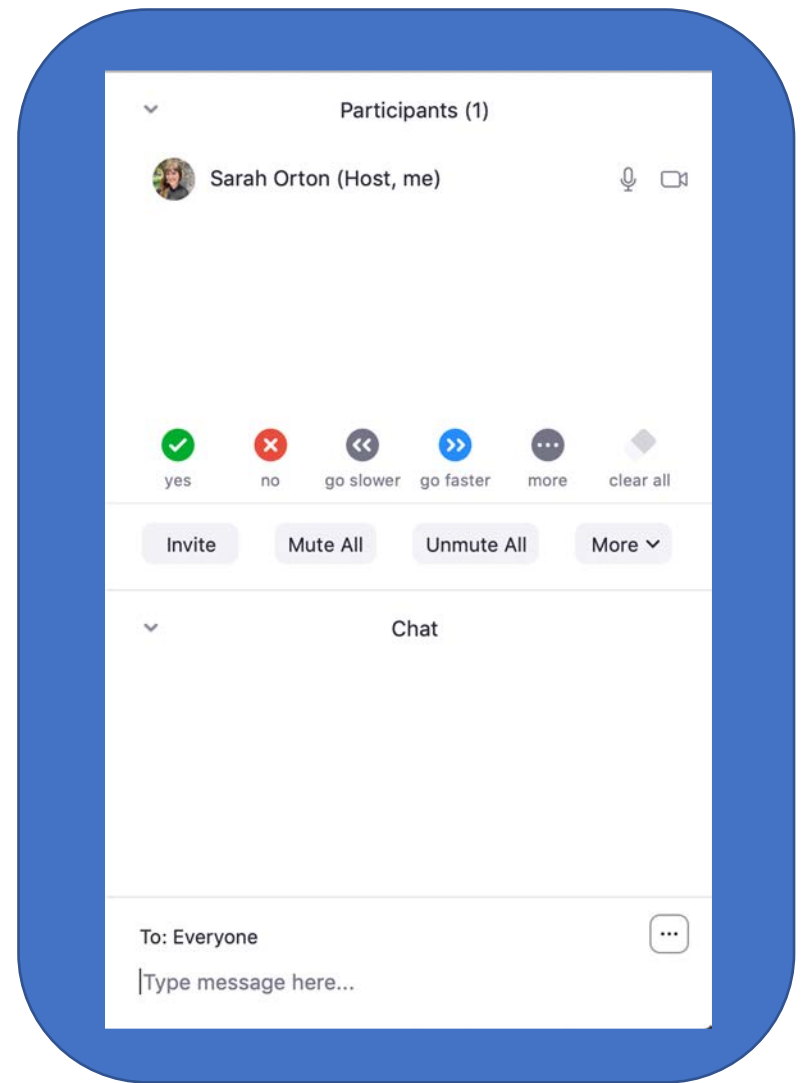 Participants (1)
Sarah Orton (Host, me)
yes no go slower go faster more clear all
Invite Mute All Unmute All More
Chat
To: Everyone
Type message here...